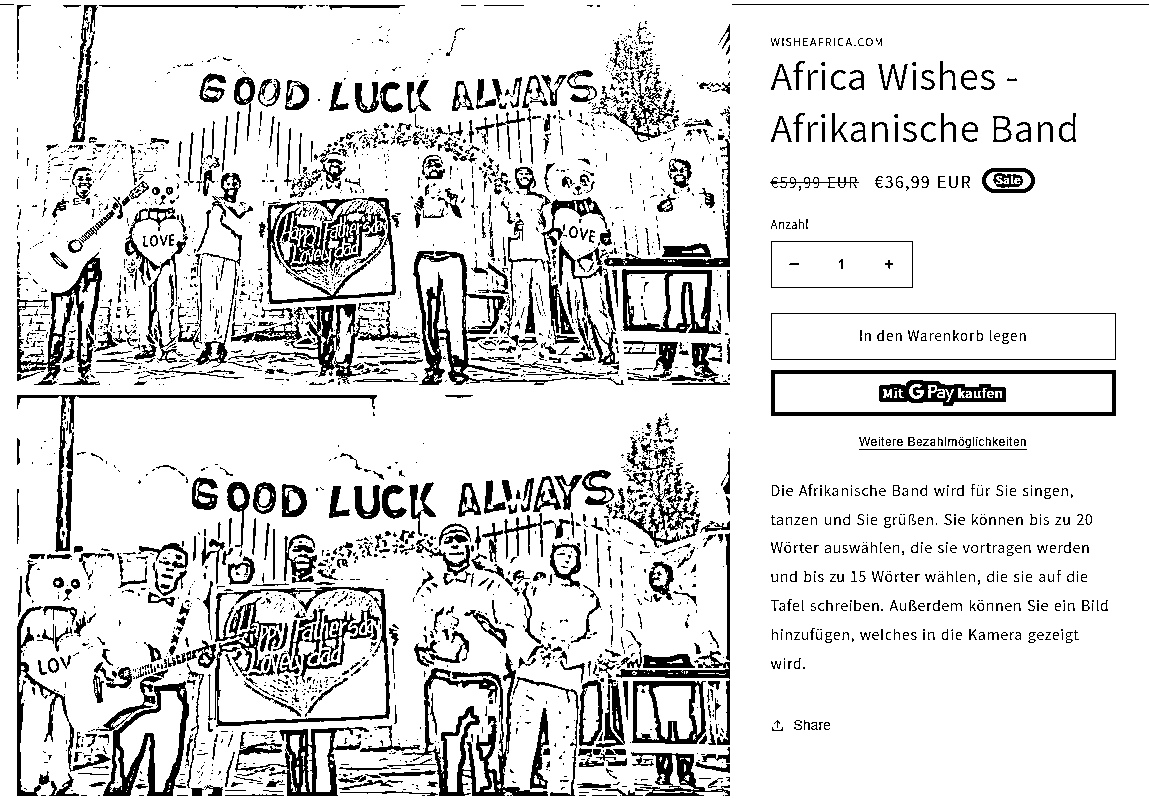 GOOD LUCK ALWAYS
LOVE
Happy Father's day
Lovely dad
LOVE
GOOD LUCK ALWAYS
LOV
Happy Father's day
Lovely dad
WISHEAFRICA.COM
Africa Wishes -
Afrikanische Band
€59,99 EUR €36,99 EUR Sale
Anzahl
− 1 +
In den Warenkorb legen
Mit G Pay kaufen
Weitere Bezahlmöglichkeiten
Die Afrikanische Band wird für Sie singen,
tanzen und Sie grüßen. Sie können bis zu 20
Wörter auswählen, die sie vortragen werden
und bis zu 15 Wörter wählen, die sie auf die
Tafel schreiben. Außerdem können Sie ein Bild
hinzufügen, welches in die Kamera gezeigt
wird.
Share